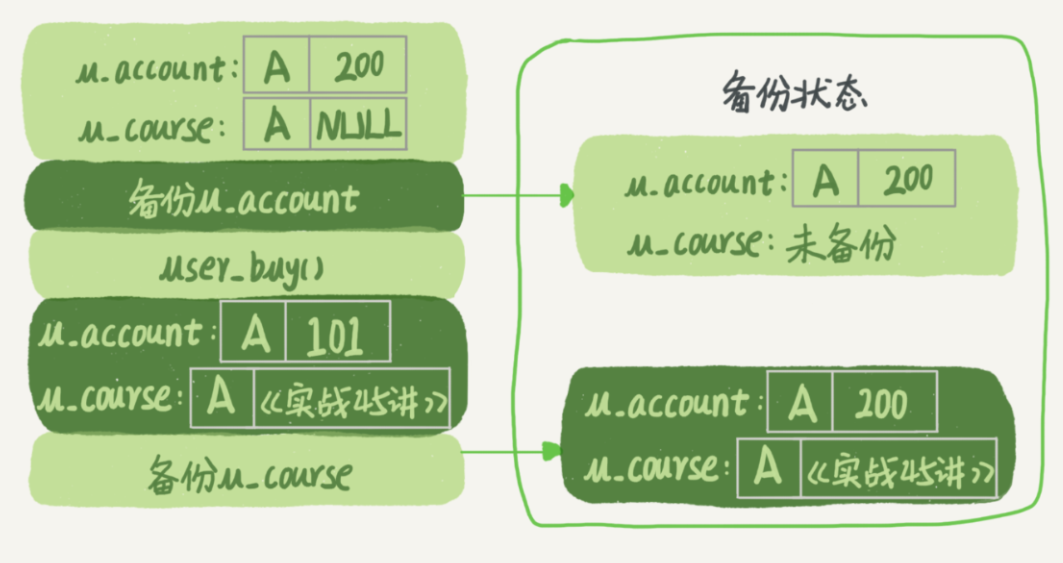 u_account: A 200
u_course: A NULL
备份u_account
user_buy()
u_account: A 101
u_course: A 《实战45讲》
备份u_course
备份状态
u_account: A 200
u_course: 未备份
u_account: A 200
u_course: A 《实战45讲》